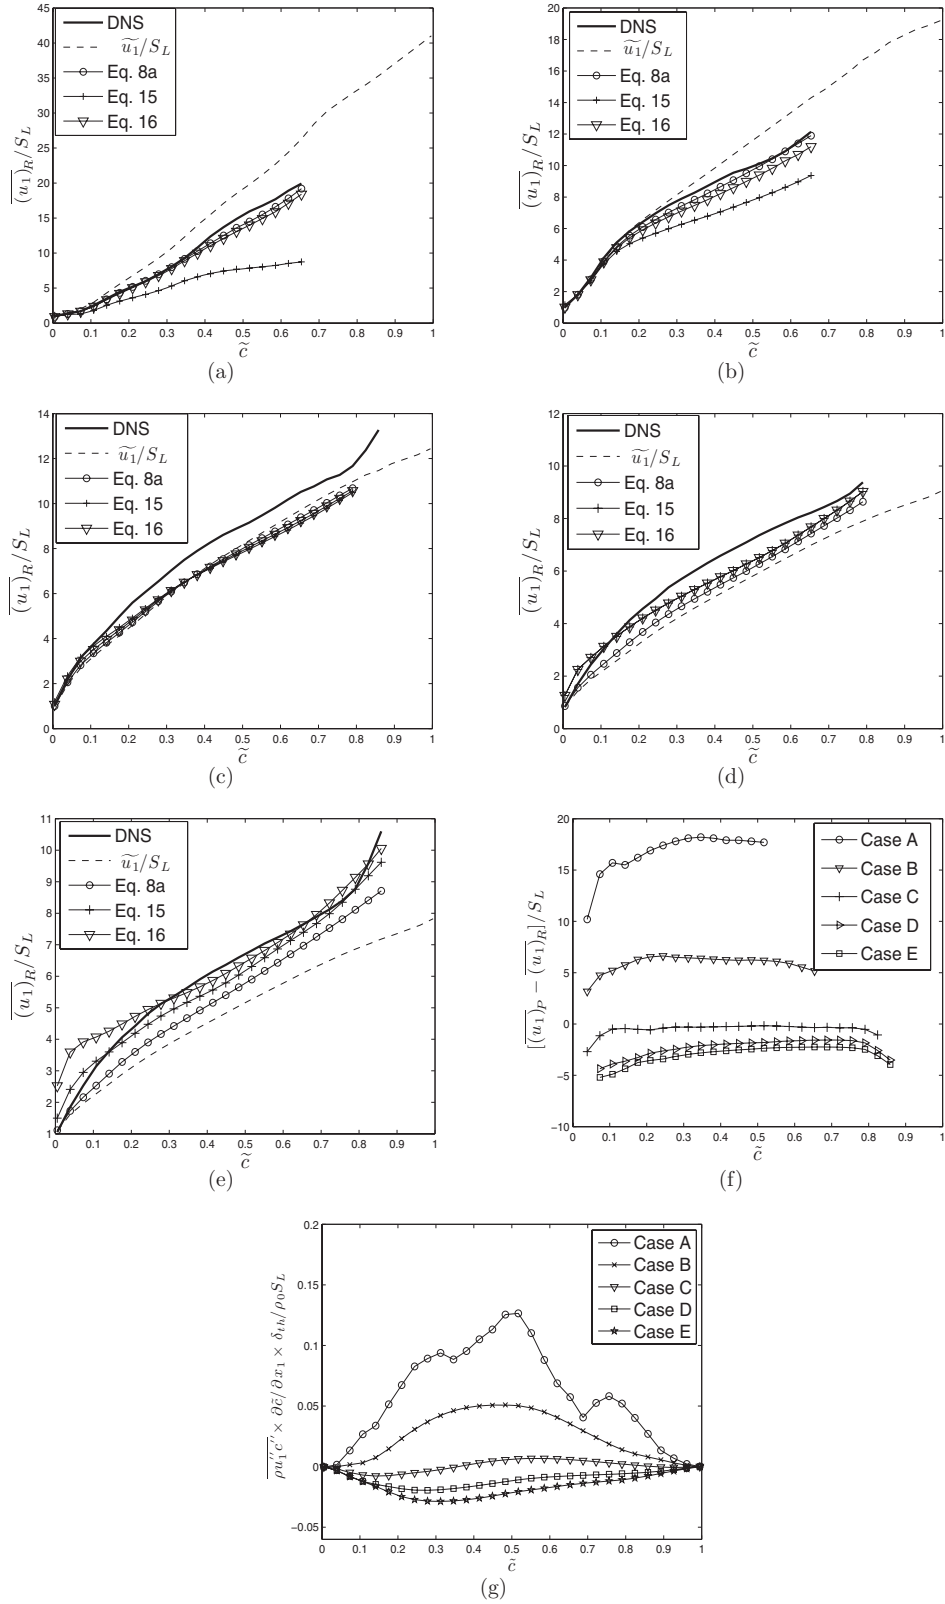 45
40
35
30
25
20
15
10
5
0
0 0.1 0.2 0.3 0.4 0.5 0.6 0.7 0.8 0.9 1
DNS
$\widetilde{u_1}/S_L$
Eq. 8a
Eq. 15
Eq. 16
$\overline{(u_1)_R}/S_L$
$\widetilde{c}$
(a)
20
18
16
14
12
10
8
6
4
2
0
0 0.1 0.2 0.3 0.4 0.5 0.6 0.7 0.8 0.9 1
DNS
$\widetilde{u_1}/S_L$
Eq. 8a
Eq. 15
Eq. 16
$\overline{(u_1)_R}/S_L$
$\widetilde{c}$
(b)
14
12
10
8
6
4
2
0
0 0.1 0.2 0.3 0.4 0.5 0.6 0.7 0.8 0.9 1
DNS
$\widetilde{u_1}/S_L$
Eq. 8a
Eq. 15
Eq. 16
$\overline{(u_1)_R}/S_L$
$\widetilde{c}$
(c)
12
10
8
6
4
2
0
0 0.1 0.2 0.3 0.4 0.5 0.6 0.7 0.8 0.9 1
DNS
$\widetilde{u_1}/S_L$
Eq. 8a
Eq. 15
Eq. 16
$\overline{(u_1)_R}/S_L$
$\widetilde{c}$
(d)
11
10
9
8
7
6
5
4
3
2
1
0 0.1 0.2 0.3 0.4 0.5 0.6 0.7 0.8 0.9 1
DNS
$\widetilde{u_1}/S_L$
Eq. 8a
Eq. 15
Eq. 16
$\overline{(u_1)_R}/S_L$
$\widetilde{c}$
(e)
20
15
10
5
0
−5
−10
0 0.1 0.2 0.3 0.4 0.5 0.6 0.7 0.8 0.9 1
Case A
Case B
Case C
Case D
Case E
$[\overline{(u_1)_P} - \overline{(u_1)_R}]/S_L$
$\tilde{c}$
(f)
0.2
0.15
0.1
0.05
0
−0.05
0 0.1 0.2 0.3 0.4 0.5 0.6 0.7 0.8 0.9 1
Case A
Case B
Case C
Case D
Case E
$\overline{\rho u_1'' c''} \times \partial \tilde{c} / \partial x_1 \times \delta_{th} / \rho_0 S_L$
$\tilde{c}$
(g)